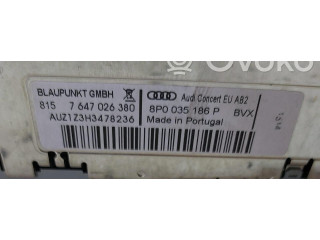 OVOKO
BLAUPUNKT GMBH
Audi Concert EU AB2
815 7 647 026 380
8P0 035 186 P BVX
AUZ1Z3H3478236
Made in Portugal